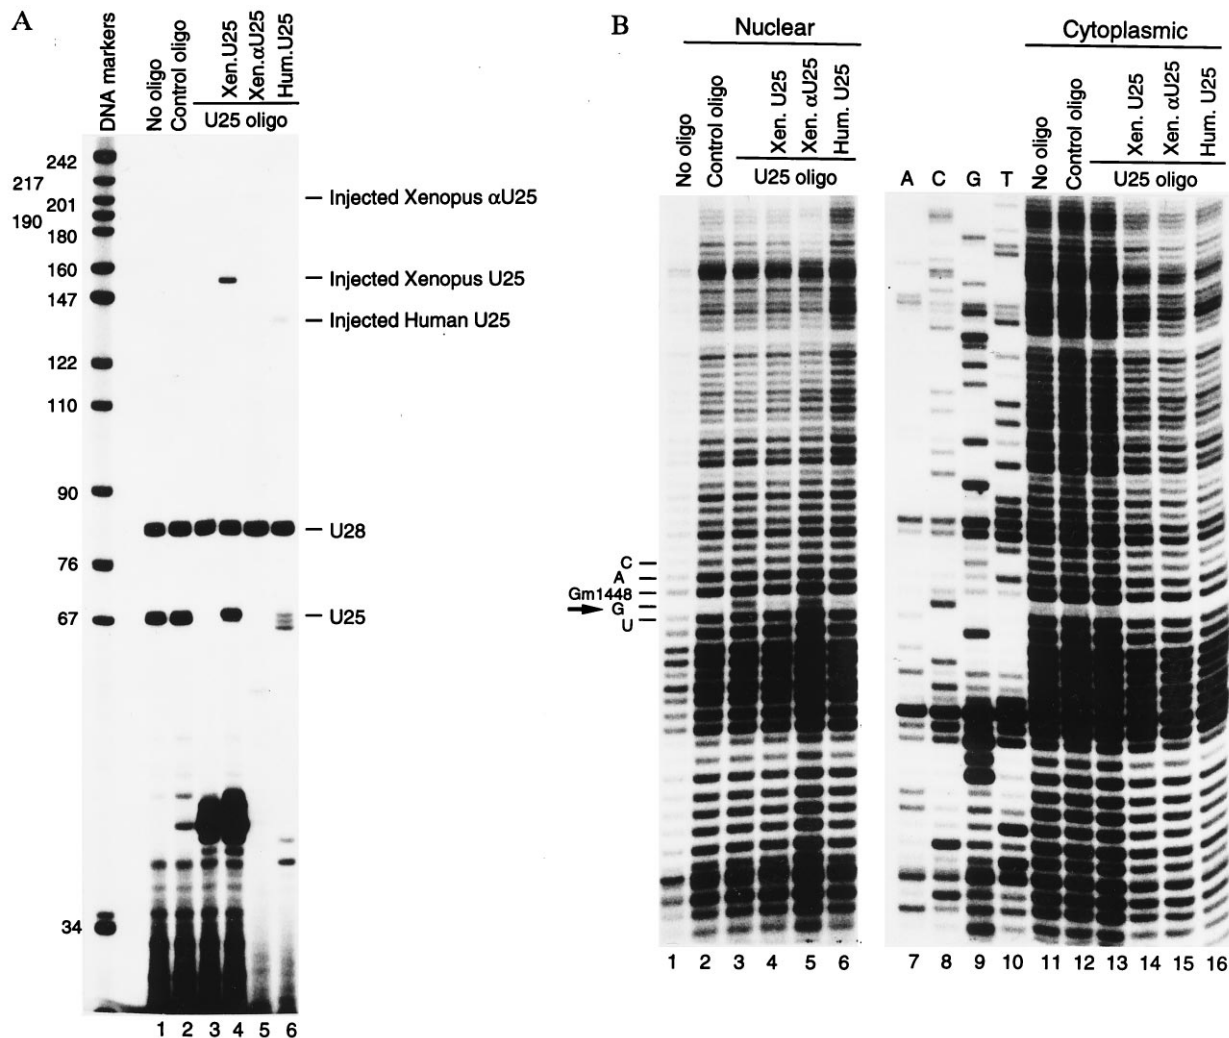 A
DNA markers
No oligo
Control oligo
Xen.U25
Xen.αU25
Hum.U25
U25 oligo
242
217
201
190
180
160
147
122
110
90
76
67
34
Injected Xenopus αU25
Injected Xenopus U25
Injected Human U25
U28
U25
1 2 3 4 5 6
B
Nuclear
No oligo
Control oligo
Xen. U25
Xen. αU25
Hum. U25
U25 oligo
C
A
Gm1448
G
U
1 2 3 4 5 6
Cytoplasmic
A C G T
No oligo
Control oligo
Xen. U25
Xen. αU25
Hum. U25
U25 oligo
7 8 9 10 11 12 13 14 15 16